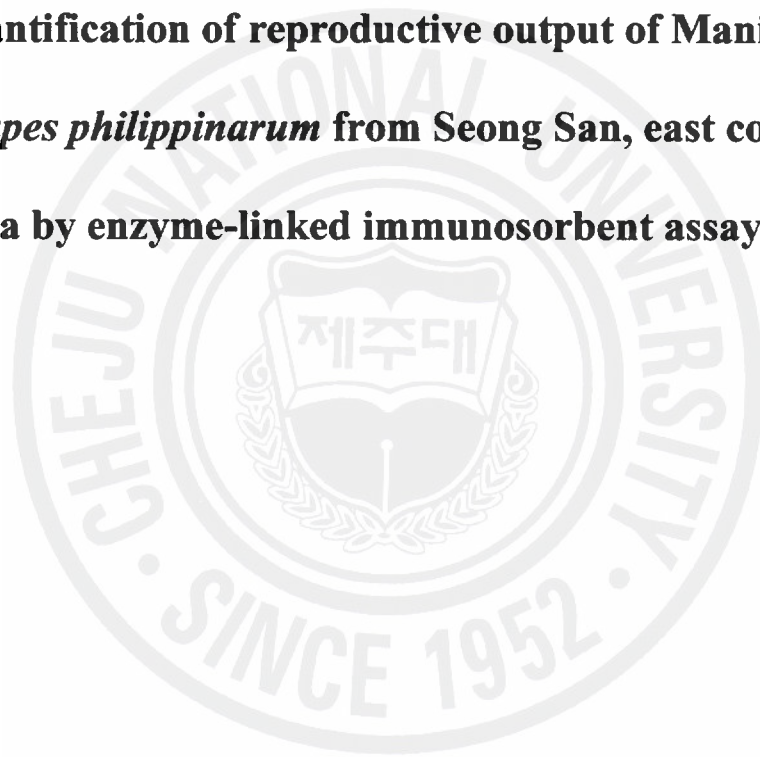 antification of reproductive output of Mani
pes philippinarum from Seong San, east co
a by enzyme-linked immunosorbent assay
CHEJU NATIONAL UNIVERSITY
제주대
· SINCE 1952 ·